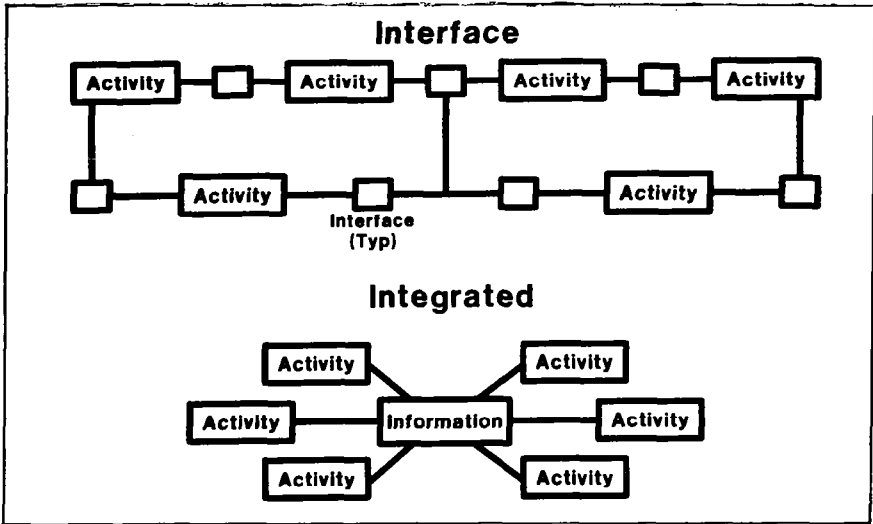 Interface
Activity
Activity
Activity
Activity
Activity
Activity
Interface
(Typ)
Integrated
Activity
Activity
Activity
Information
Activity
Activity
Activity